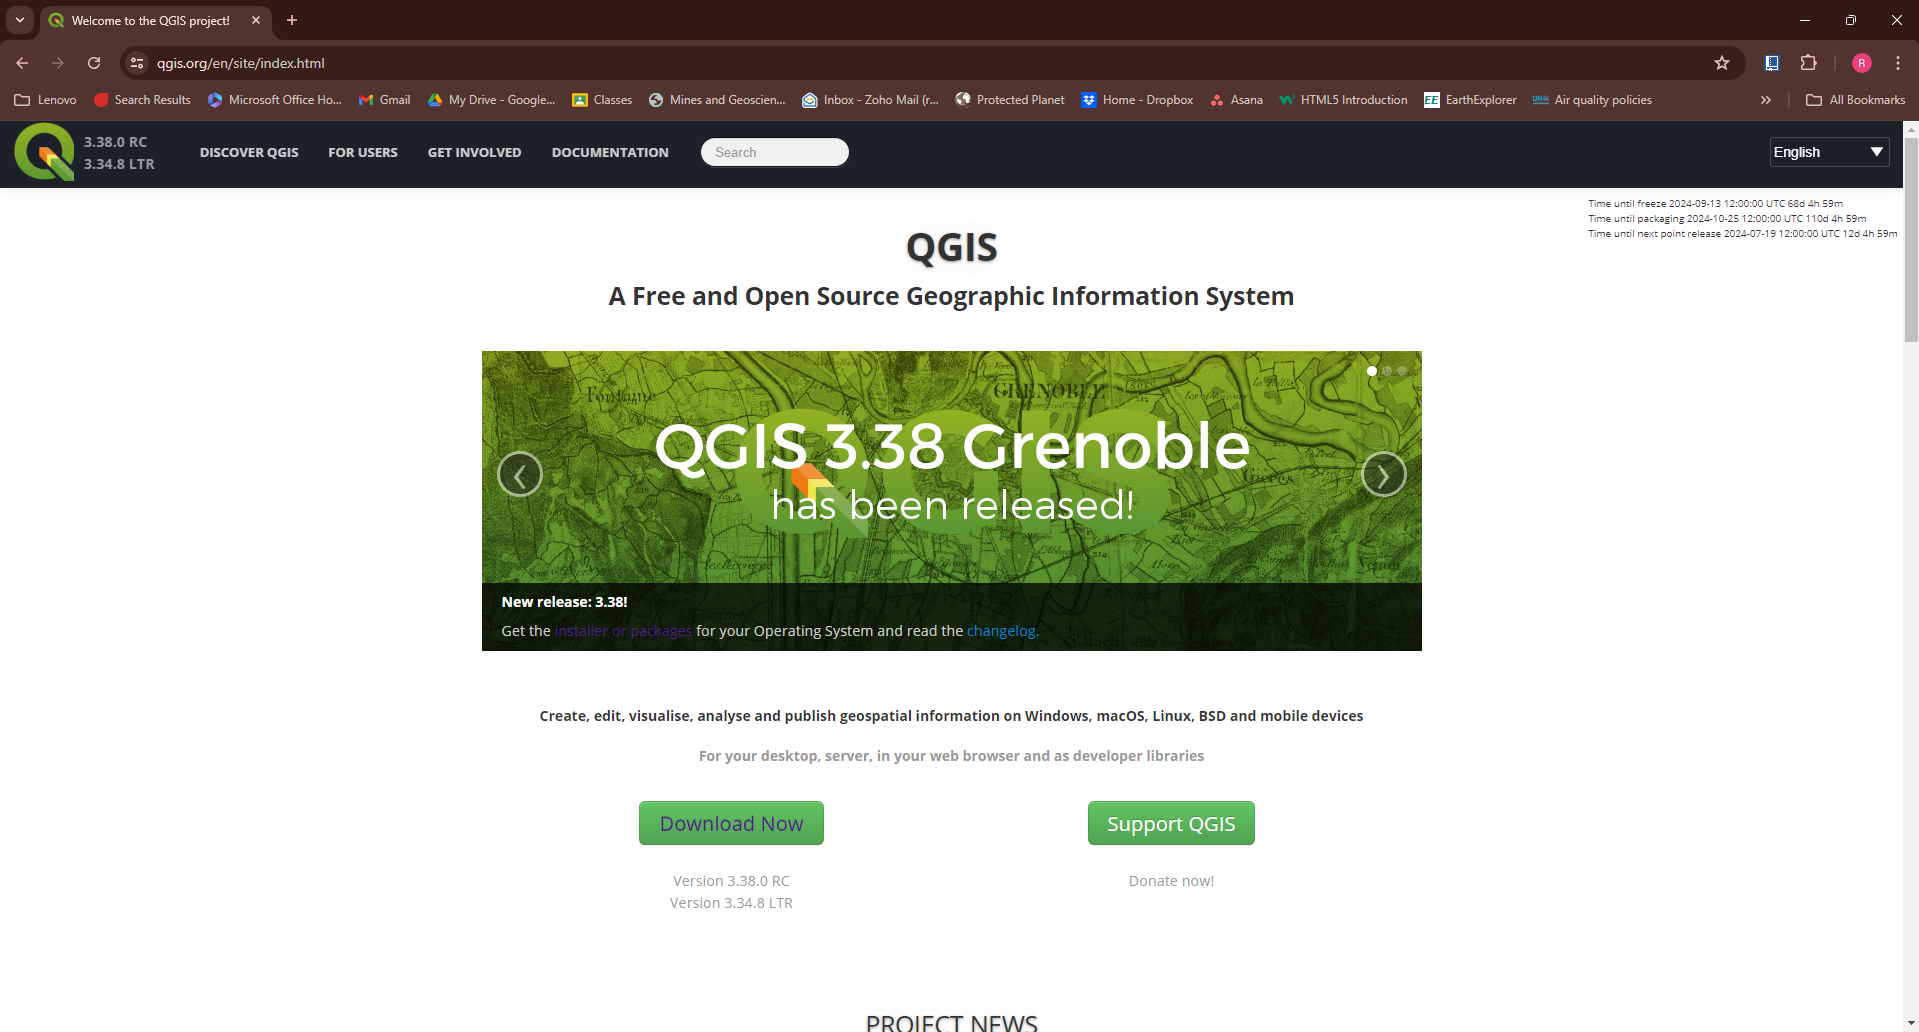 Welcome to the QGIS project!
qgis.org/en/site/index.html
R
Lenovo Search Results Microsoft Office Ho... Gmail My Drive - Google... Classes Mines and Geoscien... Inbox - Zoho Mail (r... Protected Planet Home - Dropbox Asana HTML5 Introduction EE EarthExplorer Air quality policies » All Bookmarks
3.38.0 RC
3.34.8 LTR
DISCOVER QGIS FOR USERS GET INVOLVED DOCUMENTATION Search English
Time until freeze 2024-09-13 12:00:00 UTC 68d 4h 59m
Time until packaging 2024-10-25 12:00:00 UTC 110d 4h 59m
Time until next point release 2024-07-19 12:00:00 UTC 12d 4h 59m
QGIS
A Free and Open Source Geographic Information System
Fontaine GRENOBLE
QGIS 3.38 Grenoble
has been released!
New release: 3.38!
Get the installer or packages for your Operating System and read the changelog.
Create, edit, visualise, analyse and publish geospatial information on Windows, macOS, Linux, BSD and mobile devices
For your desktop, server, in your web browser and as developer libraries
Download Now Support QGIS
Version 3.38.0 RC Donate now!
Version 3.34.8 LTR
PROJECT NEWS